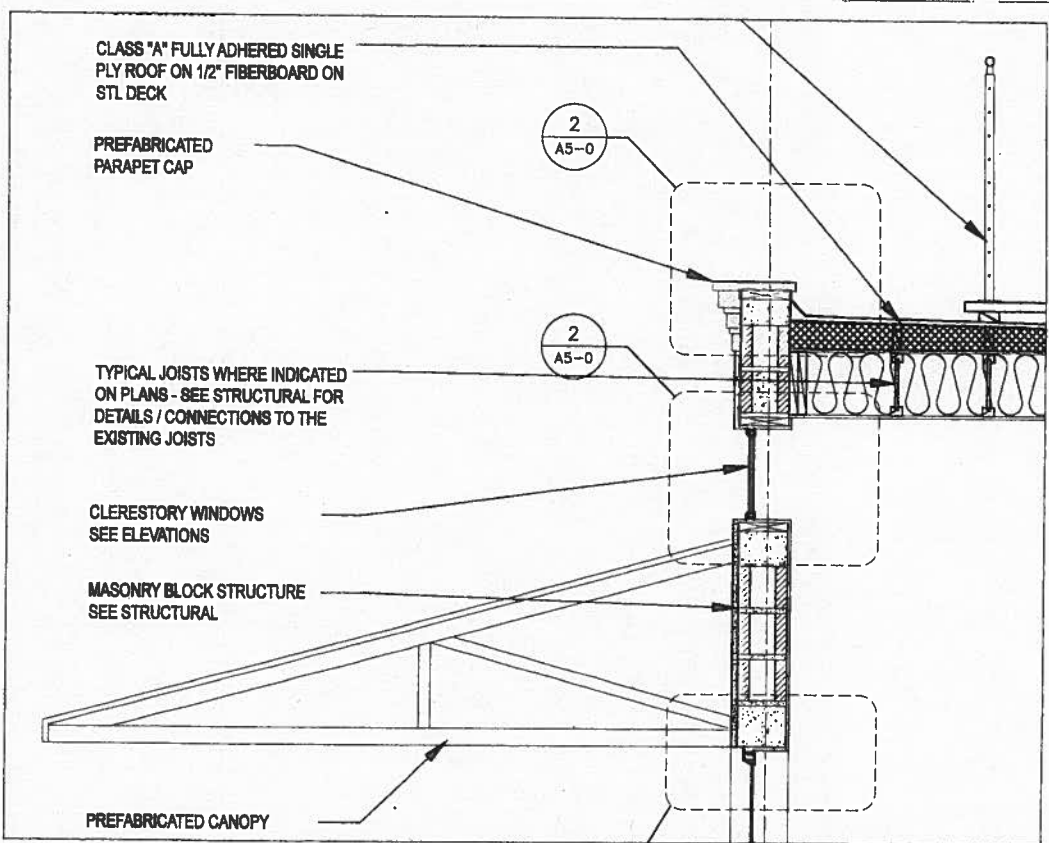 CLASS "A" FULLY ADHERED SINGLE
PLY ROOF ON 1/2" FIBERBOARD ON
STL DECK
2
A5-0
PREFABRICATED
PARAPET CAP
2
A5-0
TYPICAL JOISTS WHERE INDICATED
ON PLANS - SEE STRUCTURAL FOR
DETAILS / CONNECTIONS TO THE
EXISTING JOISTS
CLERESTORY WINDOWS
SEE ELEVATIONS
MASONRY BLOCK STRUCTURE
SEE STRUCTURAL
PREFABRICATED CANOPY